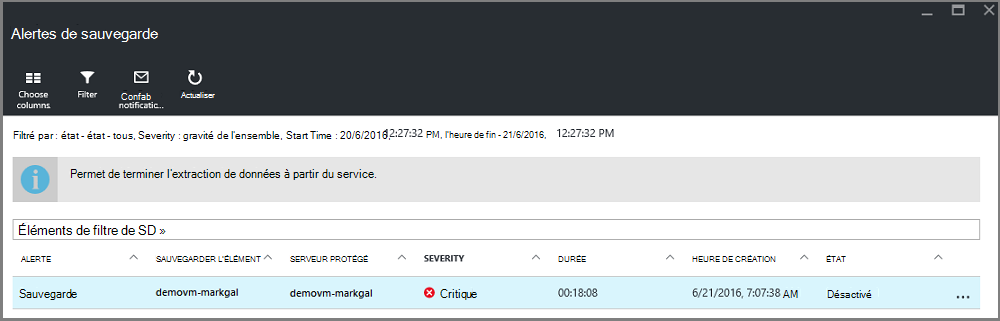 Alertes de sauvegarde
Choose columns
Filter
Confab notificatic...
Actualiser
Filtré par : état - état - tous, Severity : gravité de l'ensemble, Start Time : 20/6/2016, 12:27:32 PM, l'heure de fin - 21/6/2016, 12:27:32 PM
Permet de terminer l'extraction de données à partir du service.
Éléments de filtre de SD »
ALERTE SAUVEGARDER L'ÉLÉMENT SERVEUR PROTÉGÉ SEVERITY DURÉE HEURE DE CRÉATION ÉTAT
Sauvegarde demovm-markgal demovm-markgal Critique 00:18:08 6/21/2016, 7:07:38 AM Désactivé ...